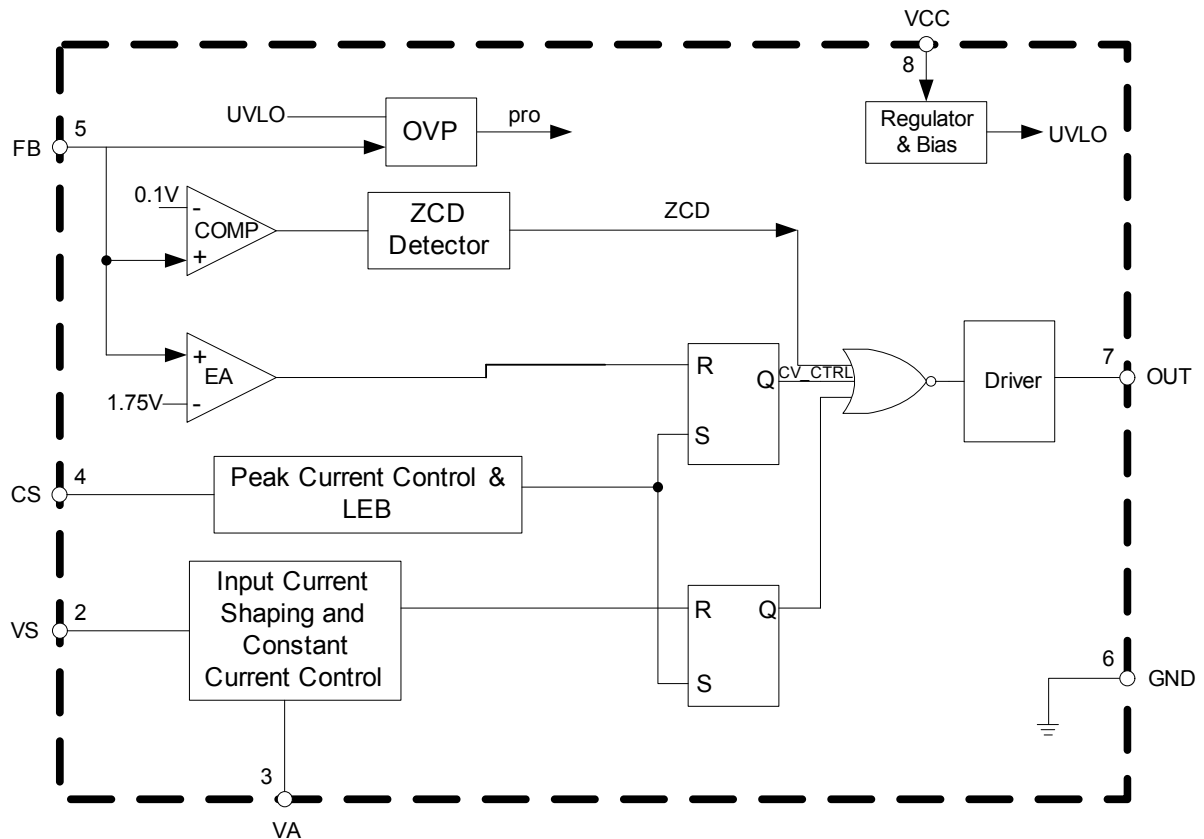 VCC
8
UVLO
OVP
pro
Regulator
& Bias
UVLO
5
FB
0.1V
-
COMP
+
ZCD
Detector
ZCD
+
EA
-
1.75V
R
Q
S
CV_CTRL
Driver
7
OUT
4
CS
Peak Current Control &
LEB
2
VS
Input Current
Shaping and
Constant
Current Control
R
Q
S
6
GND
3
VA